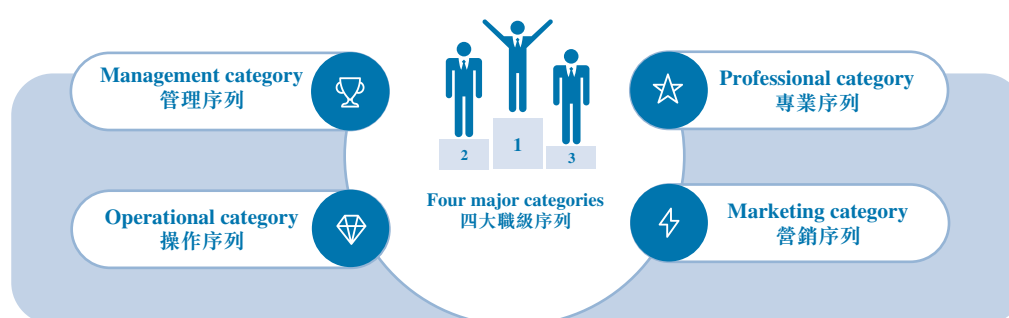 Management category
管理序列
Operational category
操作序列
2
1
3
Four major categories
四大職級序列
Professional category
專業序列
Marketing category
營銷序列